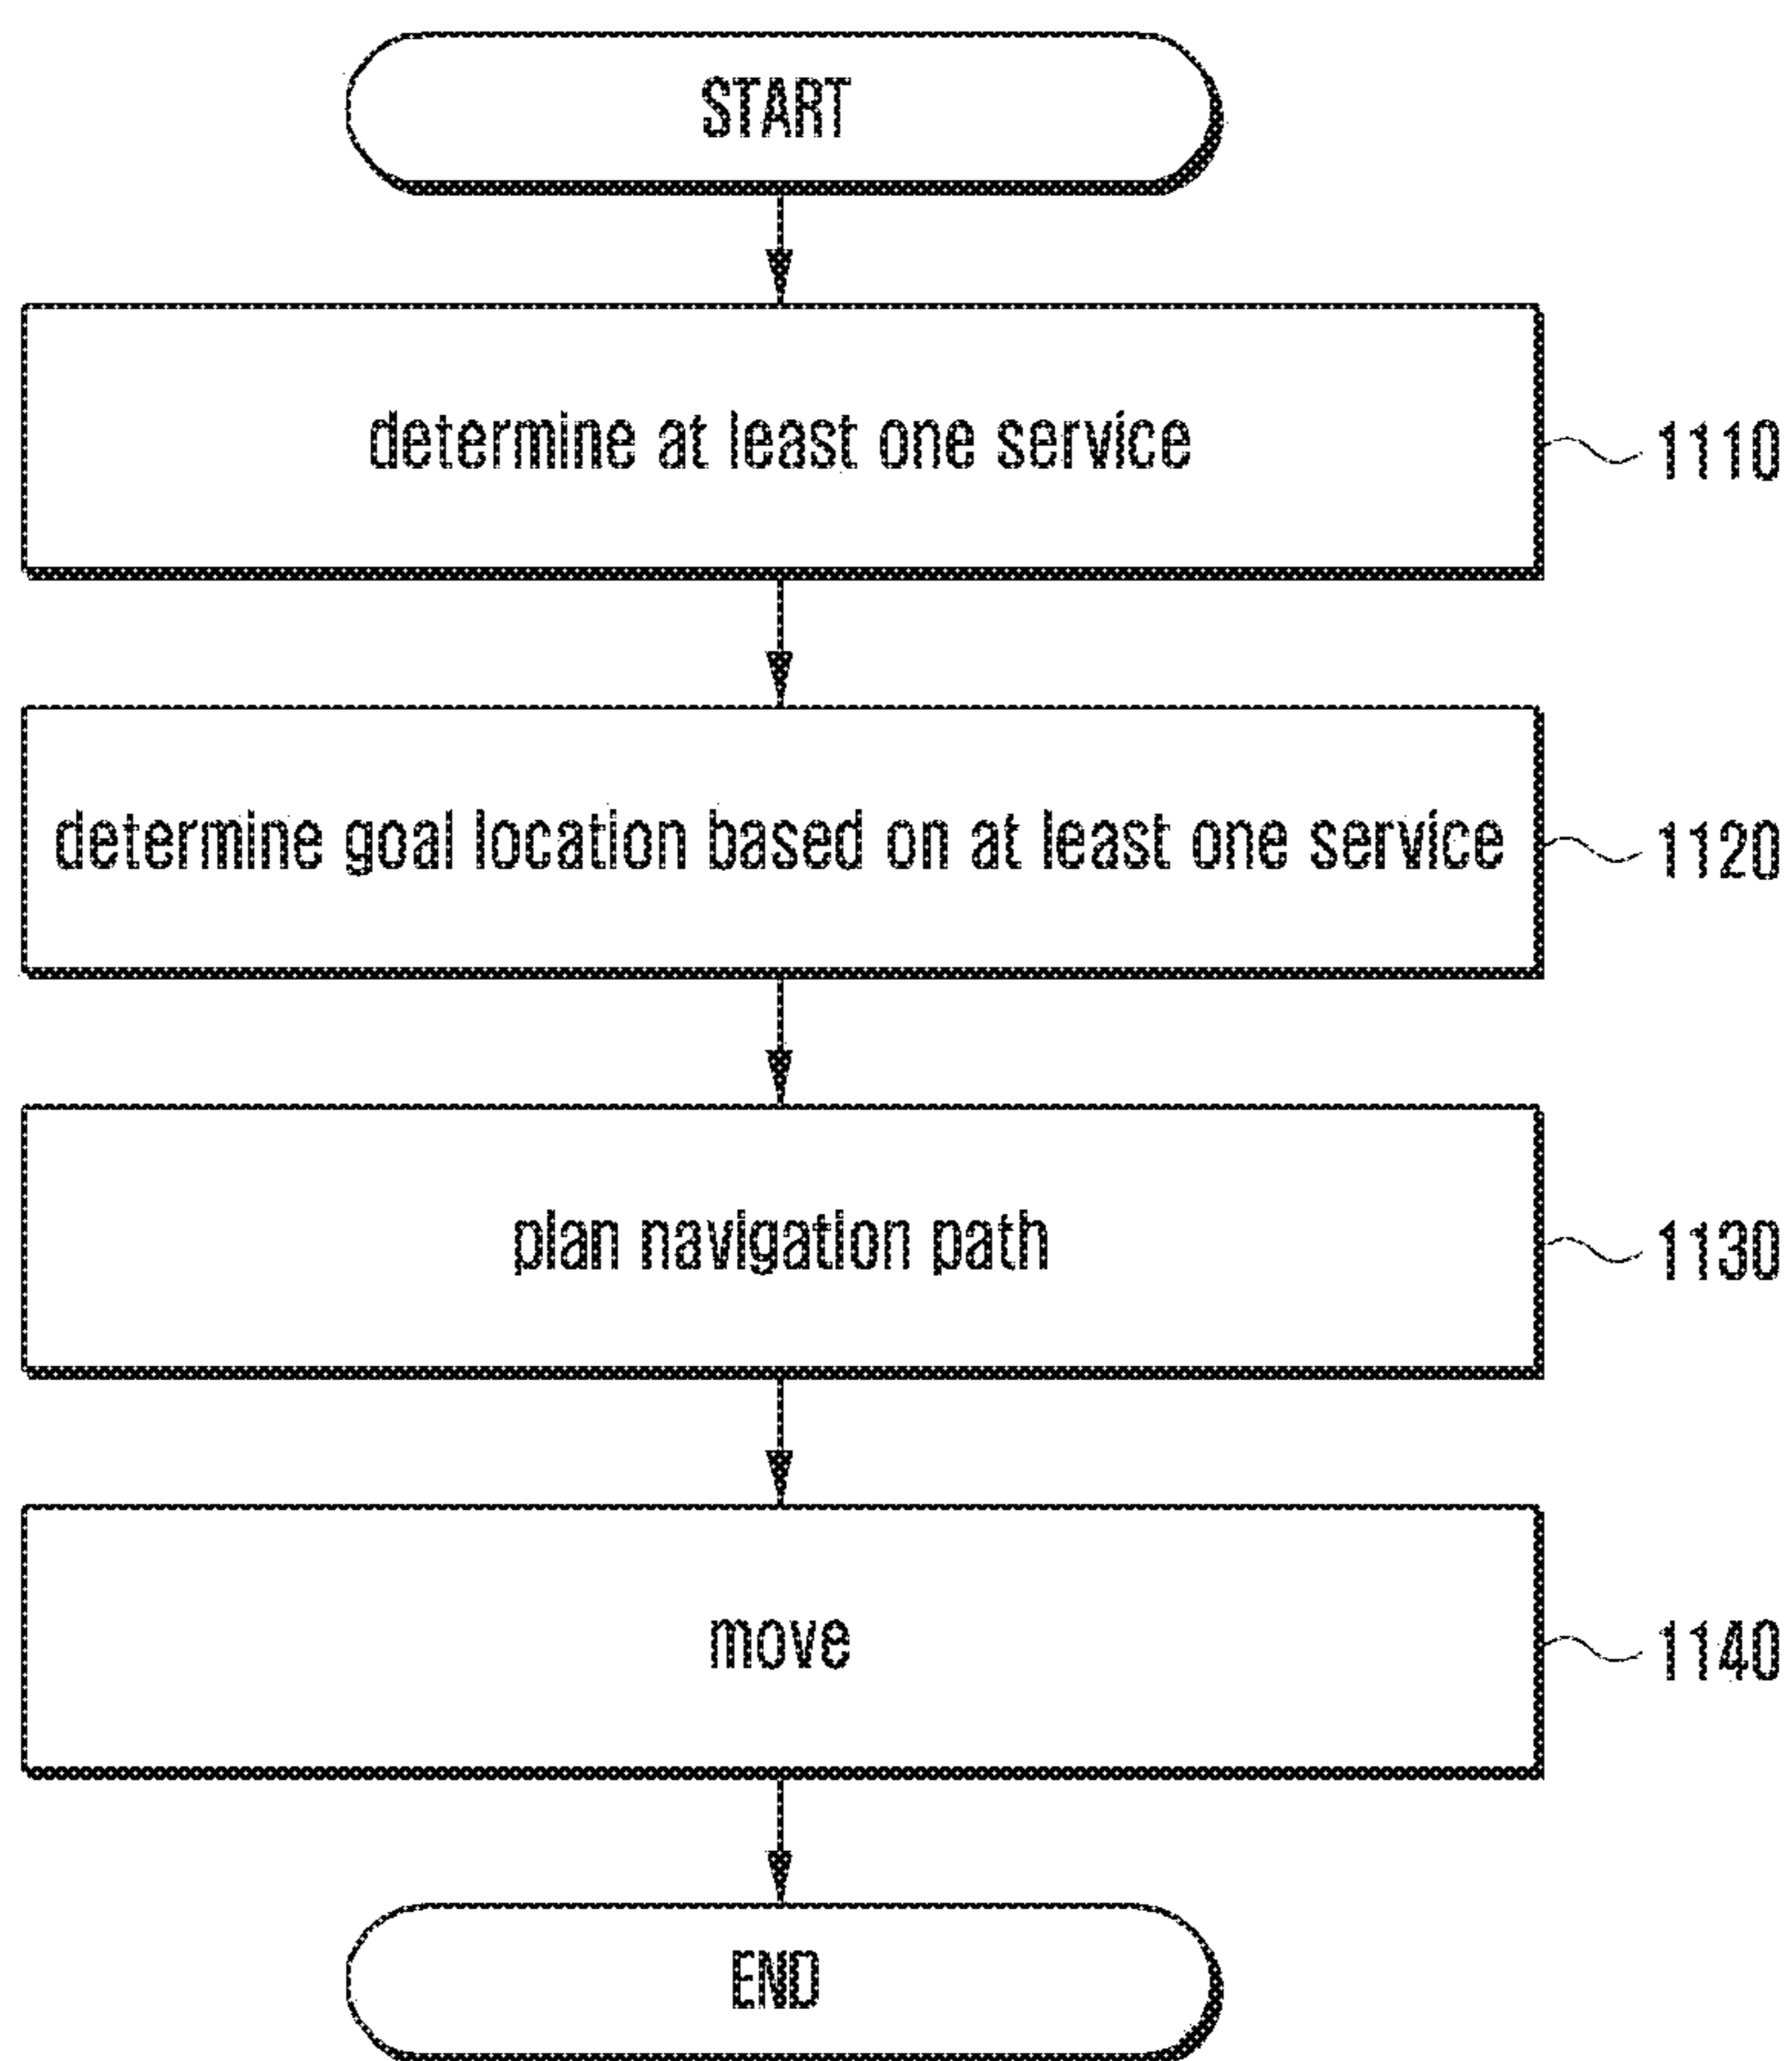 START
determine at least one service
1110
determine goal location based on at least one service
1120
plan navigation path
1130
move
1140
END